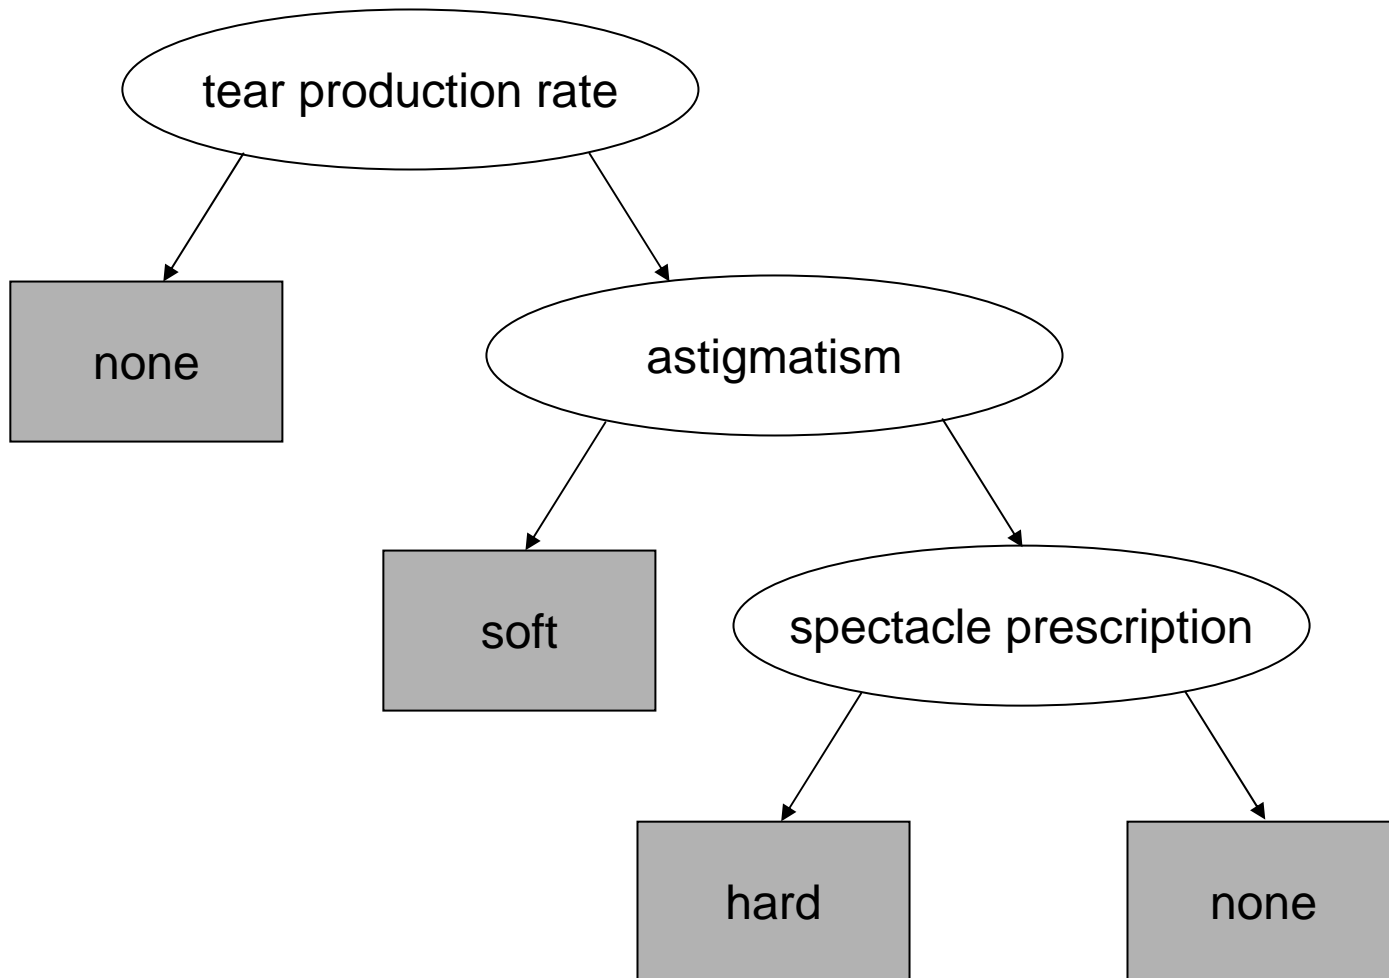 tear production rate
none
astigmatism
soft
spectacle prescription
hard
none